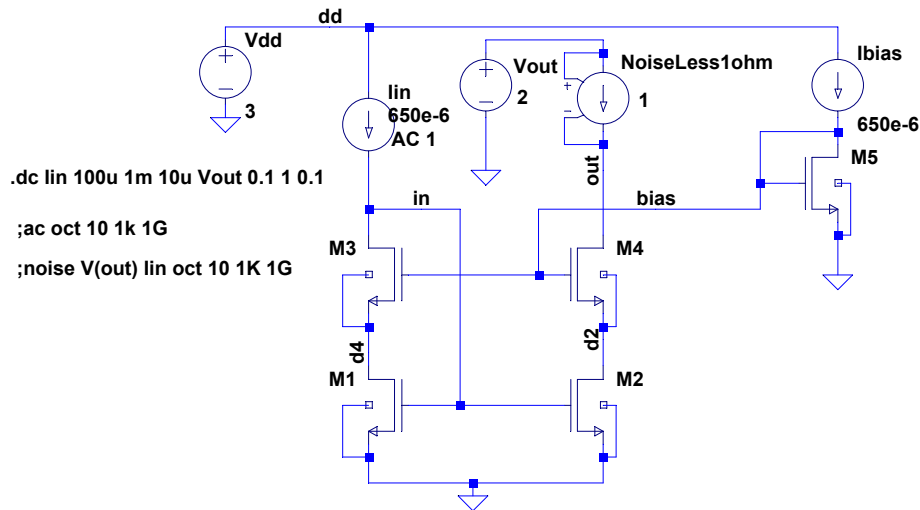 dd
Vdd
3
Iin
650e-6
AC 1
Vout
2
NoiseLess1ohm
1
Ibias
650e-6
M5
.dc Iin 100u 1m 10u Vout 0.1 1 0.1
;ac oct 10 1k 1G
;noise V(out) Iin oct 10 1K 1G
in
out
bias
M3
M4
d4
d2
M1
M2